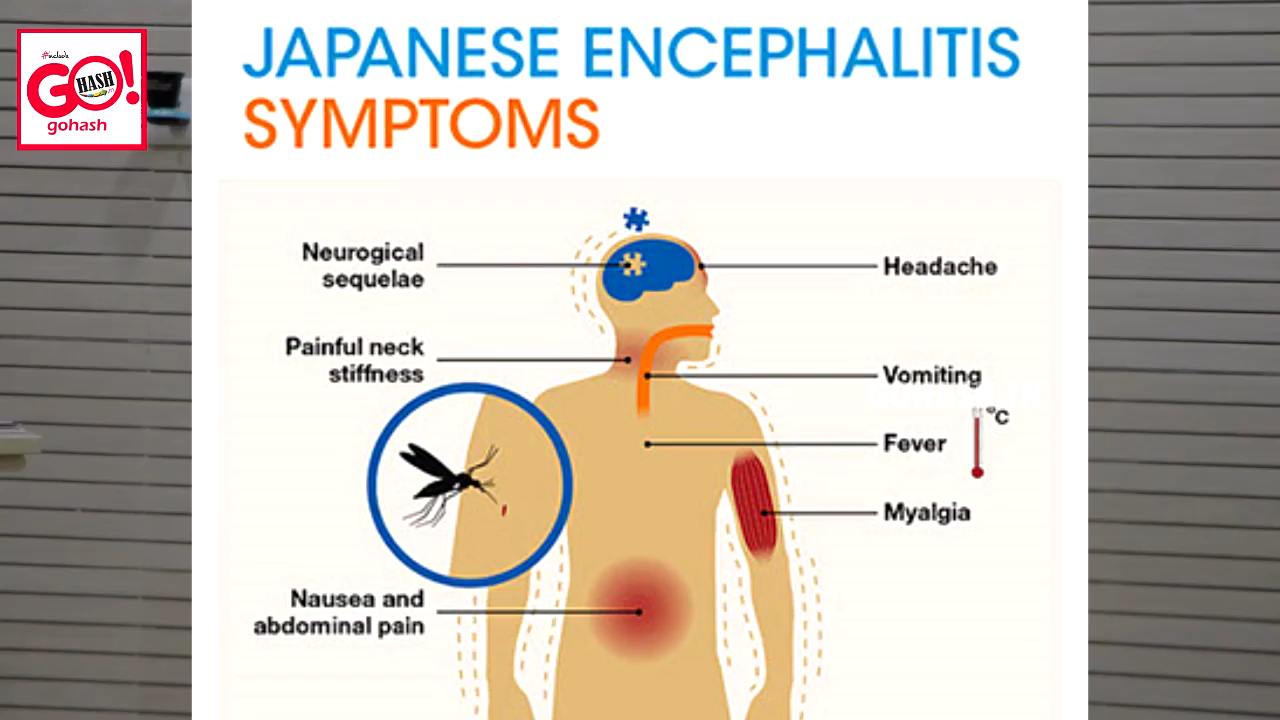 #include
GO!
HASH
gohash
JAPANESE ENCEPHALITIS
SYMPTOMS
Neurogical
sequelae
Headache
Painful neck
stiffness
Vomiting
°C
Fever
Myalgia
Nausea and
abdominal pain